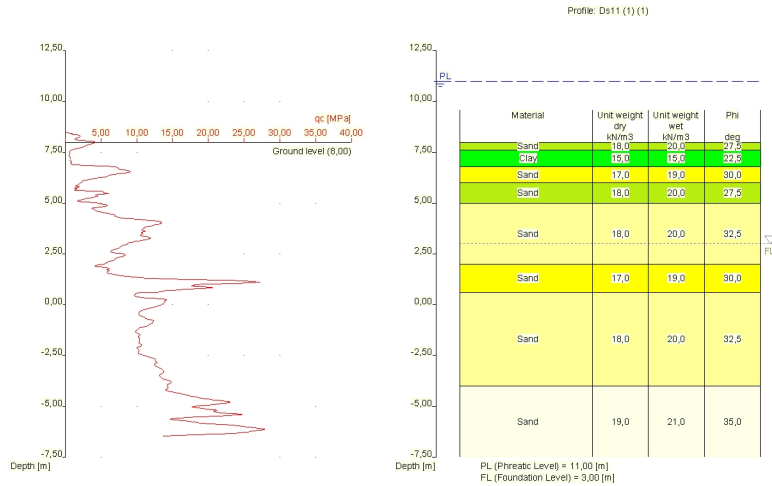 Profile: Ds11 (1) (1)
12,50
10,00
7,50
5,00
2,50
0,00
-2,50
-5,00
-7,50
Depth [m]
qc [MPa]
5,00 10,00 15,00 20,00 25,00 30,00 35,00 40,00
Ground level (8,00)
12,50
10,00
7,50
5,00
2,50
0,00
-2,50
-5,00
-7,50
Depth [m]
PL
Material Unit weight dry kN/m3 Unit weight wet kN/m3 Phi deg
Sand 18,0 20,0 27,5
Clay 15,0 15,0 22,5
Sand 17,0 19,0 30,0
Sand 18,0 20,0 27,5
Sand 18,0 20,0 32,5
FL
Sand 17,0 19,0 30,0
Sand 18,0 20,0 32,5
Sand 19,0 21,0 35,0
PL (Phreatic Level) = 11,00 [m]
FL (Foundation Level) = 3,00 [m]